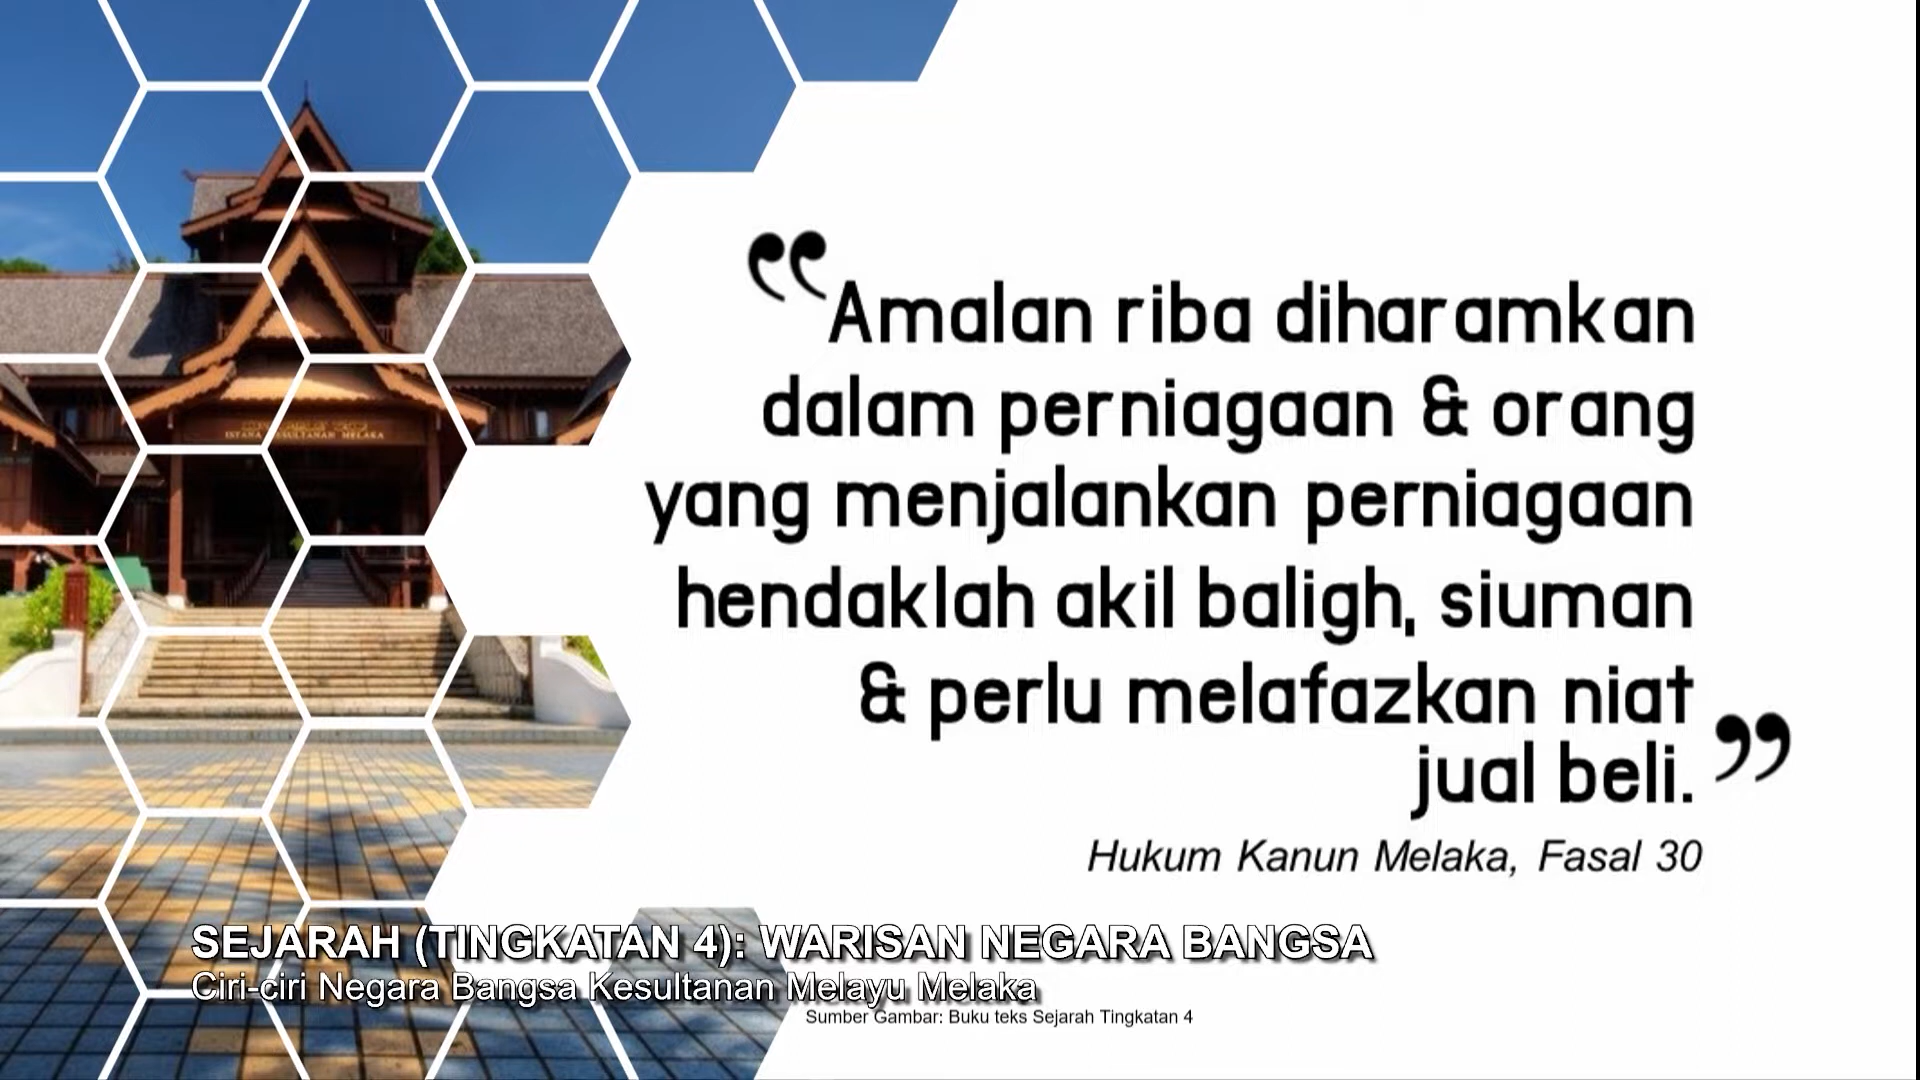 ISTANA KESULTANAN MELAKA
“Amalan riba diharamkan
dalam perniagaan & orang
yang menjalankan perniagaan
hendaklah akil baligh, siuman
& perlu melafazkan niat
jual beli.”
Hukum Kanun Melaka, Fasal 30
SEJARAH (TINGKATAN 4): WARISAN NEGARA BANGSA
Ciri-ciri Negara Bangsa Kesultanan Melayu Melaka
Sumber Gambar: Buku teks Sejarah Tingkatan 4